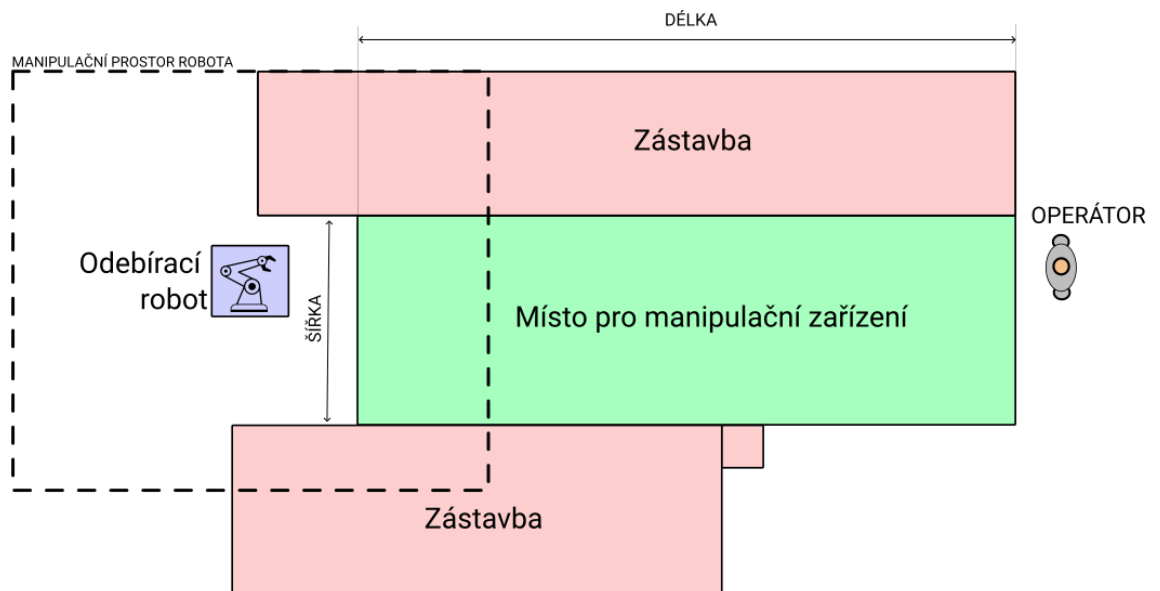 DÉLKA
MANIPULAČNÍ PROSTOR ROBOTA
Zástavba
OPERÁTOR
Odebírací
robot
ŠÍŘKA
Místo pro manipulační zařízení
Zástavba